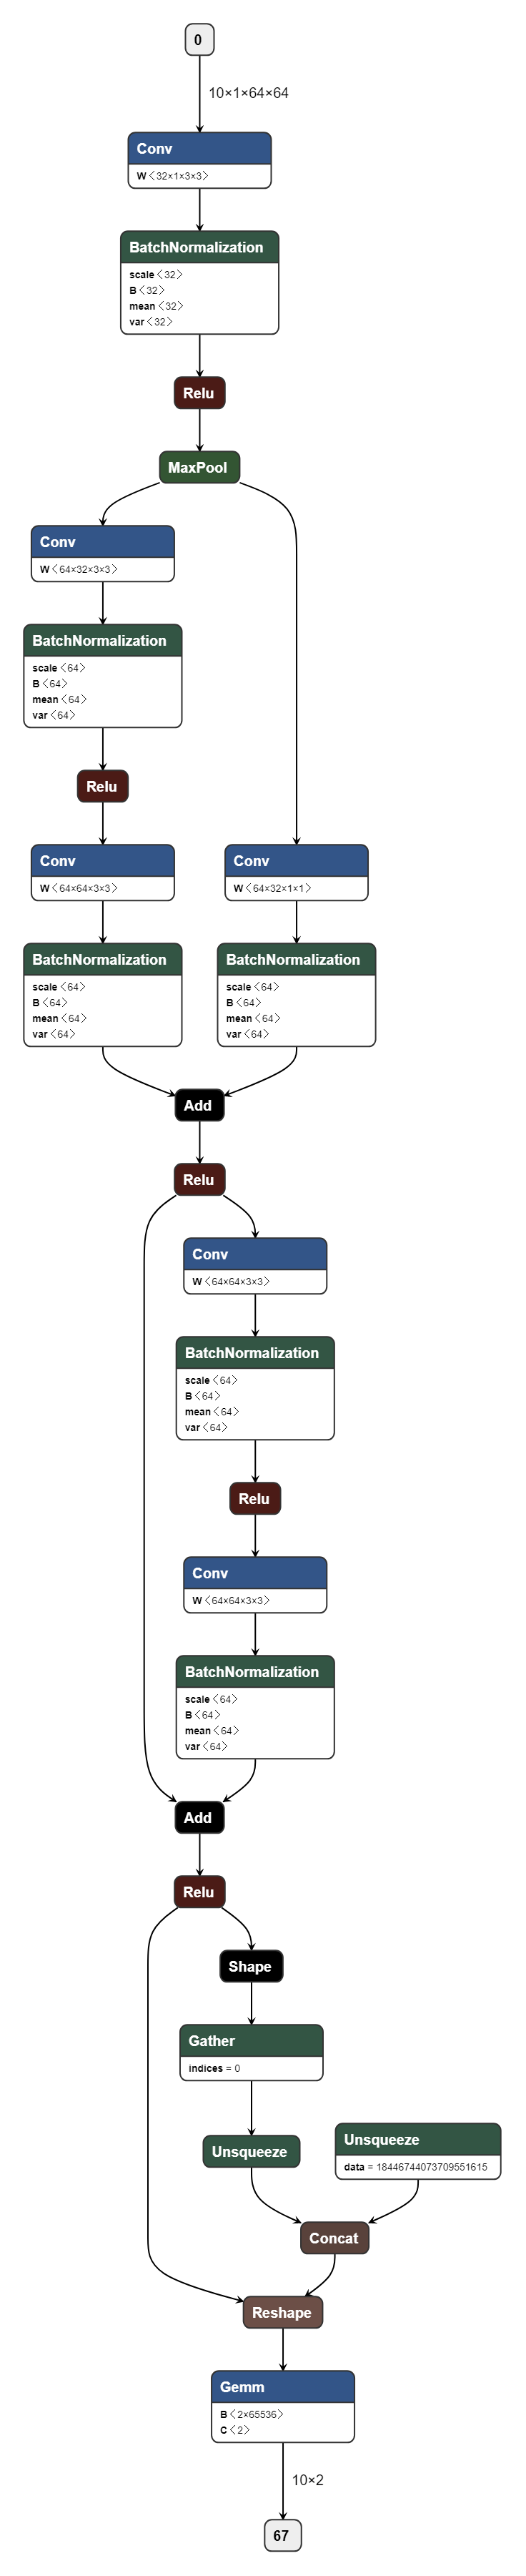 0
10×1×64×64
Conv
W ⟨32×1×3×3⟩
BatchNormalization
scale ⟨32⟩
B ⟨32⟩
mean ⟨32⟩
var ⟨32⟩
Relu
MaxPool
Conv
W ⟨64×32×3×3⟩
BatchNormalization
scale ⟨64⟩
B ⟨64⟩
mean ⟨64⟩
var ⟨64⟩
Relu
Conv
W ⟨64×64×3×3⟩
Conv
W ⟨64×32×1×1⟩
BatchNormalization
scale ⟨64⟩
B ⟨64⟩
mean ⟨64⟩
var ⟨64⟩
BatchNormalization
scale ⟨64⟩
B ⟨64⟩
mean ⟨64⟩
var ⟨64⟩
Add
Relu
Conv
W ⟨64×64×3×3⟩
BatchNormalization
scale ⟨64⟩
B ⟨64⟩
mean ⟨64⟩
var ⟨64⟩
Relu
Conv
W ⟨64×64×3×3⟩
BatchNormalization
scale ⟨64⟩
B ⟨64⟩
mean ⟨64⟩
var ⟨64⟩
Add
Relu
Shape
Gather
indices = 0
Unsqueeze
Unsqueeze
data = 18446744073709551615
Concat
Reshape
Gemm
B ⟨2×65536⟩
C ⟨2⟩
10×2
67